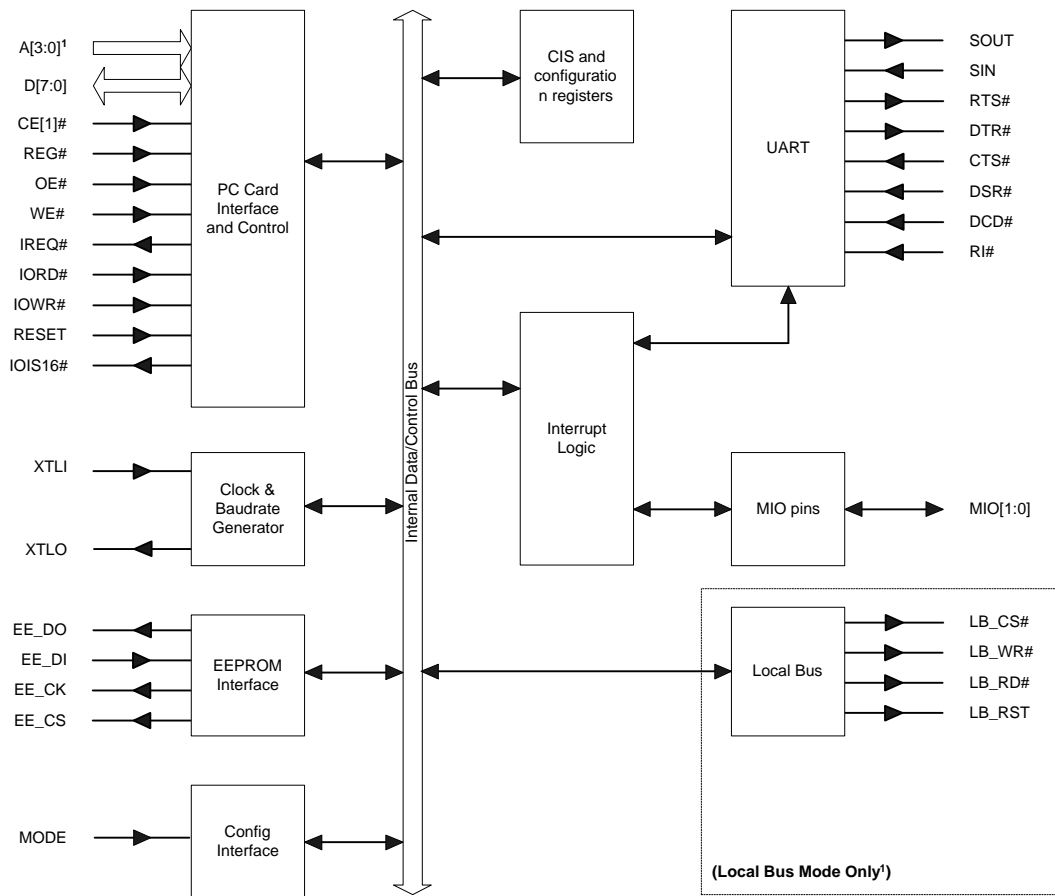 A[3:0]¹
D[7:0]
CE[1]#
REG#
OE#
WE#
IREQ#
IORD#
IOWR#
RESET
IOIS16#
PC Card
Interface
and Control
XTLI
XTLO
Clock &
Baudrate
Generator
EE_DO
EE_DI
EE_CK
EE_CS
EEPROM
Interface
MODE
Config
Interface
Internal Data/Control Bus
CIS and
configuratio
n registers
Interrupt
Logic
UART
SOUT
SIN
RTS#
DTR#
CTS#
DSR#
DCD#
RI#
MIO pins
MIO[1:0]
Local Bus
LB_CS#
LB_WR#
LB_RD#
LB_RST
(Local Bus Mode Only¹)